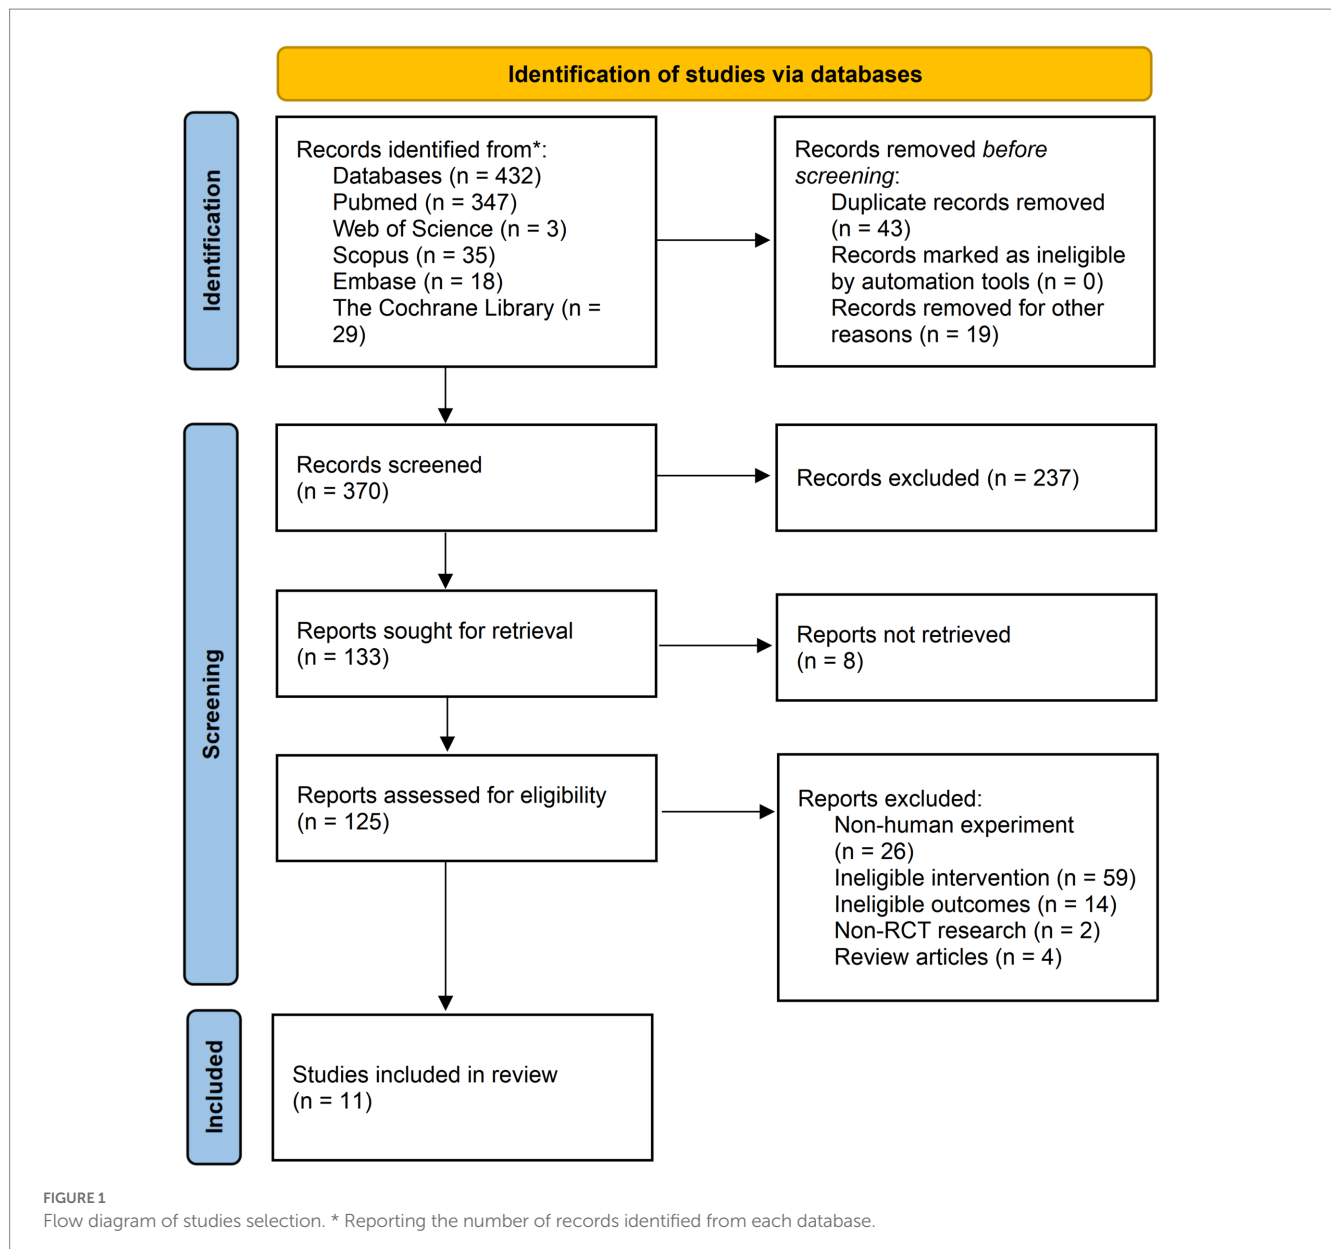 Identification of studies via databases
Identification
Records identified from*:
Databases (n = 432)
Pubmed (n = 347)
Web of Science (n = 3)
Scopus (n = 35)
Embase (n = 18)
The Cochrane Library (n =
29)
Records removed before
screening:
Duplicate records removed
(n = 43)
Records marked as ineligible
by automation tools (n = 0)
Records removed for other
reasons (n = 19)
Screening
Records screened
(n = 370)
Records excluded (n = 237)
Reports sought for retrieval
(n = 133)
Reports not retrieved
(n = 8)
Reports assessed for eligibility
(n = 125)
Reports excluded:
Non-human experiment
(n = 26)
Ineligible intervention (n = 59)
Ineligible outcomes (n = 14)
Non-RCT research (n = 2)
Review articles (n = 4)
Included
Studies included in review
(n = 11)
FIGURE 1
Flow diagram of studies selection. * Reporting the number of records identified from each database.